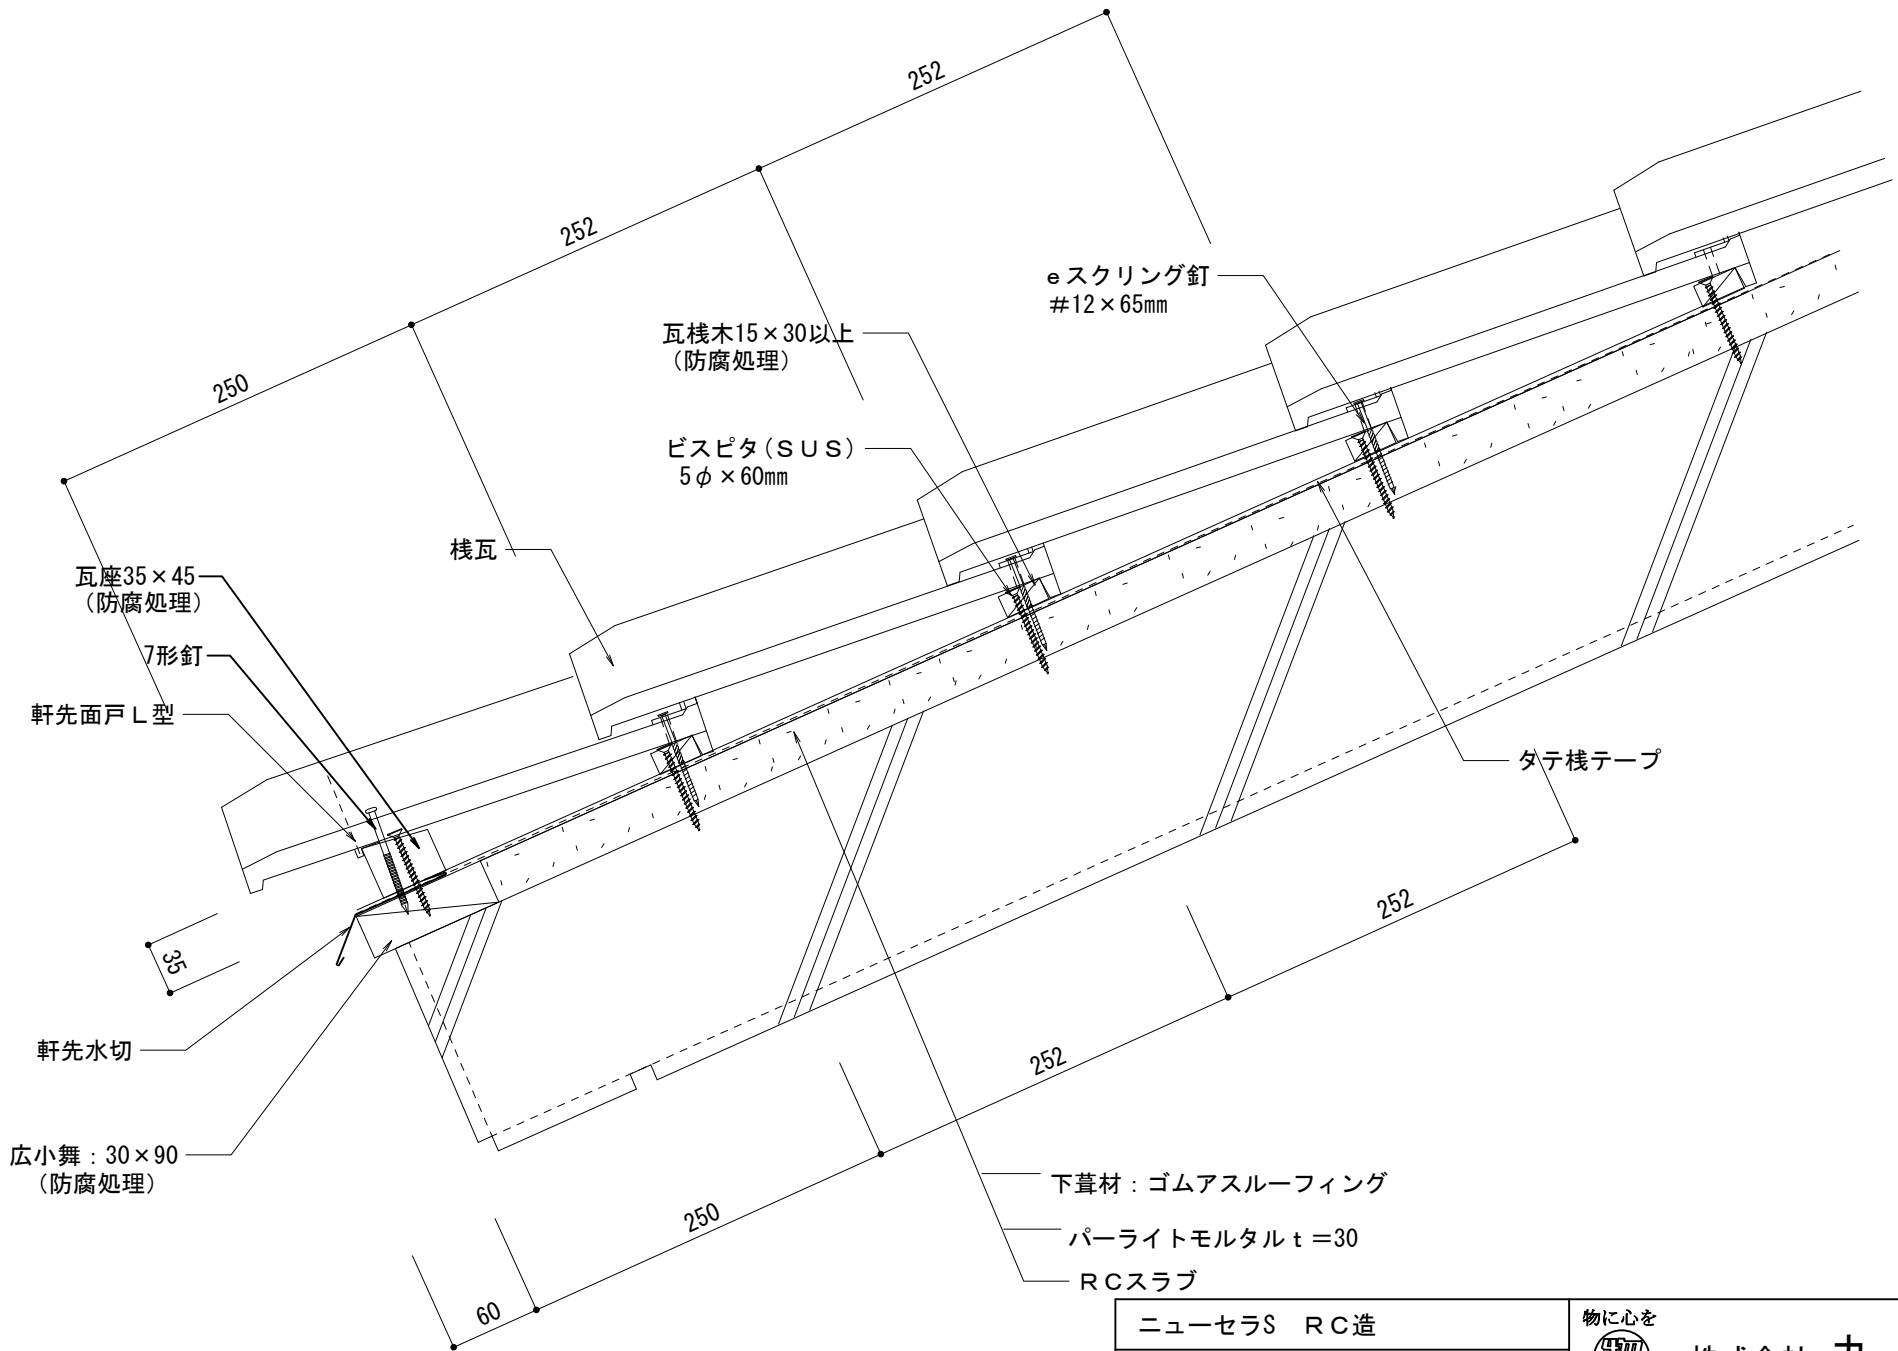 252
252
250
eスクリング釘
#12×65mm
瓦桟木15×30以上
(防腐処理)
ビスピタ(SUS)
5φ×60mm
桟瓦
瓦座35×45
(防腐処理)
7形釘
軒先面戸L型
35
軒先水切
広小舞:30×90
(防腐処理)
タテ桟テープ
252
252
250
60
下葺材:ゴムアスルーフィング
パーライトモルタルt=30
RCスラブ
ニューセラS RC造
物に心を
株式会社